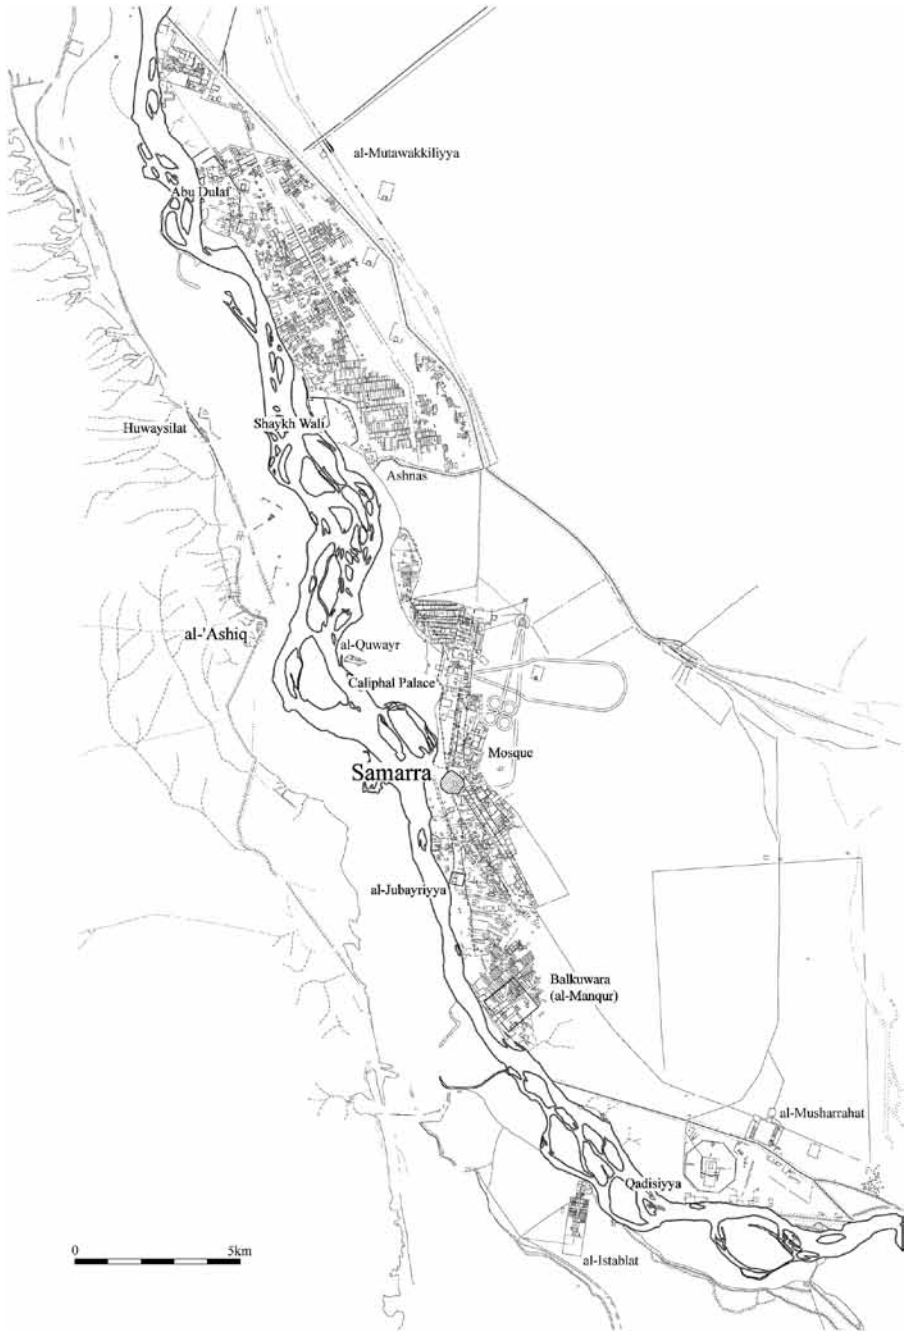 al-Mutawakkiliyya
Abu Dulaf
Shaykh Wali
Huwaysilat
Ashnas
al-'Ashiq
al-Quwayr
Caliphal Palace
Mosque
Samarra
al-Jubayriyya
Balkuwara
(al-Manqur)
al-Musharrahat
Qadisiyya
al-Istablat
0 5km